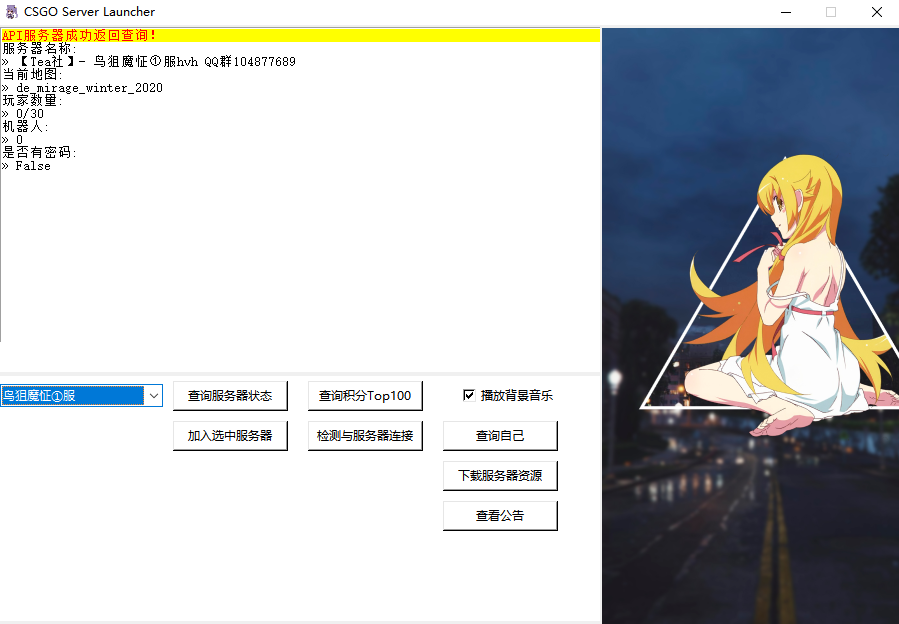 CSGO Server Launcher
API服务器成功返回查询!
服务器名称:
» 【Tea社】- 鸟狙魔怔①服hvh QQ群104877689
当前地图:
» de_mirage_winter_2020
玩家数量:
» 0/30
机器人:
» 0
是否有密码:
» False
鸟狙魔怔①服
查询服务器状态
查询积分Top100
播放背景音乐
加入选中服务器
检测与服务器连接
查询自己
下载服务器资源
查看公告